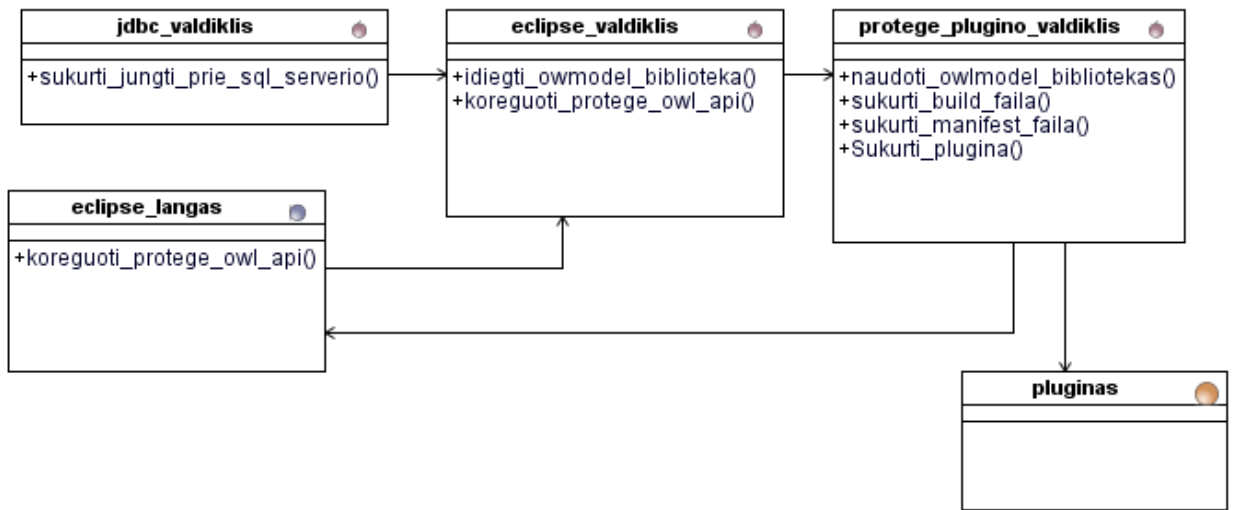 jdbc_valdiklis
+sukurti_jungti_prie_sql_serverio()
eclipse_valdiklis
+idiegti_owmodel_biblioteka()
+koreguoti_protege_owl_api()
protege_plugino_valdiklis
+naudoti_owlmodel_bibliotekas()
+sukurti_build_faila()
+sukurti_manifest_faila()
+Sukurti_plugina()
eclipse_langas
+koreguoti_protege_owl_api()
pluginas